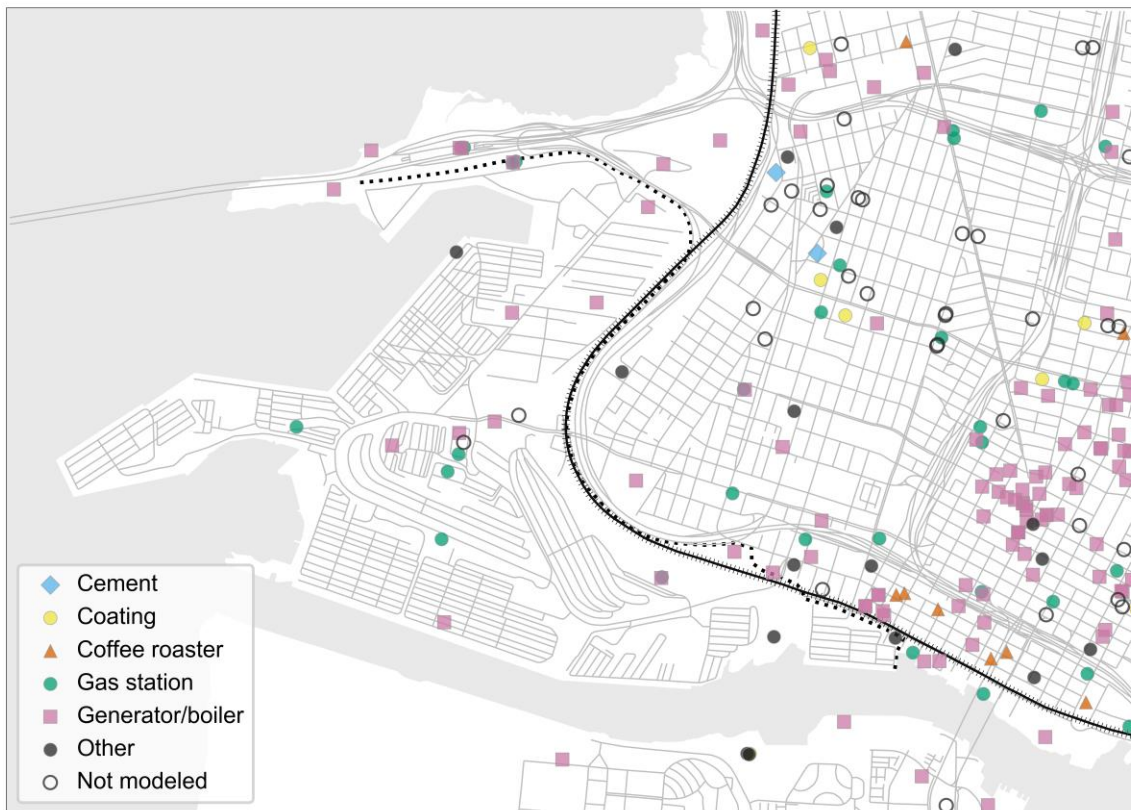 Cement
Coating
Coffee roaster
Gas station
Generator/boiler
Other
Not modeled